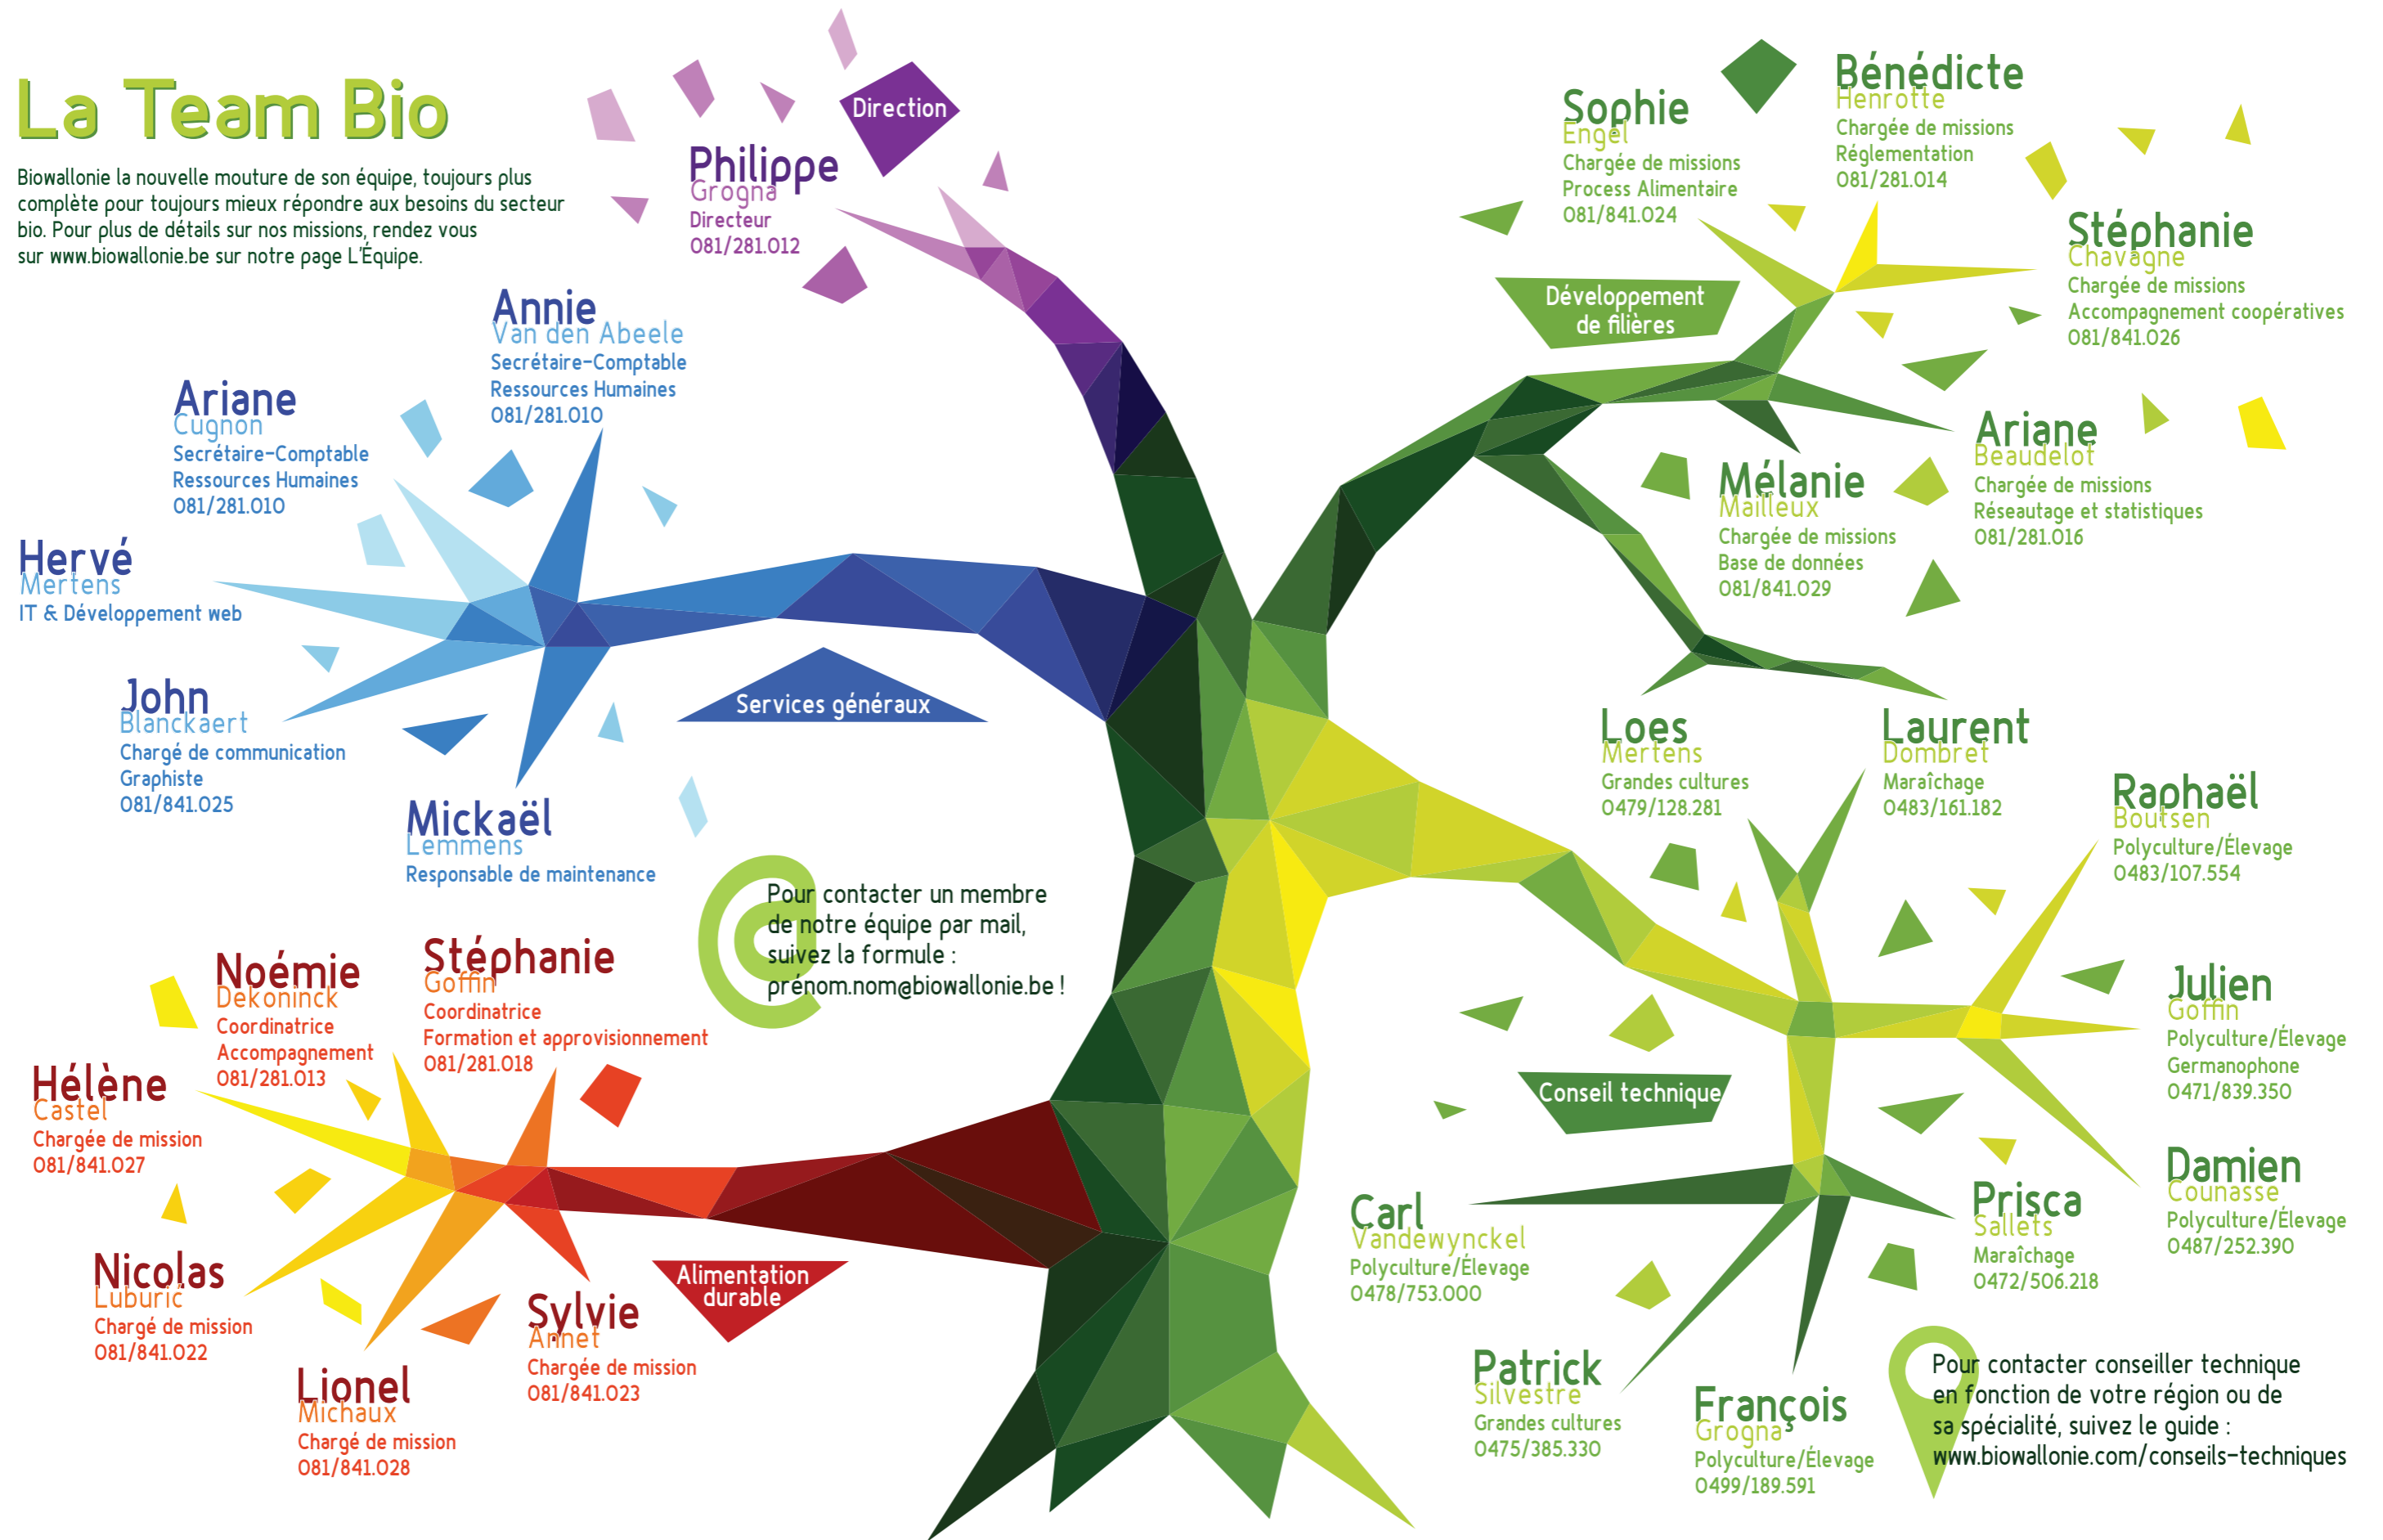 La Team Bio
Biowallonie la nouvelle mouture de son équipe, toujours plus
complète pour toujours mieux répondre aux besoins du secteur
bio. Pour plus de détails sur nos missions, rendez vous
sur www.biowallonie.be sur notre page L'Équipe.
Direction
Philippe
Grogna
Directeur
081/281.012
Annie
Van den Abeele
Secrétaire-Comptable
Ressources Humaines
081/281.010
Ariane
Cugnon
Secrétaire-Comptable
Ressources Humaines
081/281.010
Hervé
Mertens
IT & Développement web
John
Blanckaert
Chargé de communication
Graphiste
081/841.025
Mickaël
Lemmens
Responsable de maintenance
Services généraux
Pour contacter un membre
de notre équipe par mail,
suivez la formule :
prénom.nom@biowallonie.be !
Noémie
Dekoninck
Coordinatrice
Accompagnement
081/281.013
Stéphanie
Goffin
Coordinatrice
Formation et approvisionnement
081/281.018
Hélène
Castel
Chargée de mission
081/841.027
Nicolas
Luburić
Chargé de mission
081/841.022
Lionel
Michaux
Chargé de mission
081/841.028
Sylvie
Annet
Chargée de mission
081/841.023
Alimentation
durable
Sophie
Engel
Chargée de missions
Process Alimentaire
081/841.024
Bénédicte
Henrotte
Chargée de missions
Réglementation
081/281.014
Stéphanie
Chavagne
Chargée de missions
Accompagnement coopératives
081/841.026
Développement
de filières
Ariane
Beaudelot
Chargée de missions
Réseautage et statistiques
081/281.016
Mélanie
Mailleux
Chargée de missions
Base de données
081/841.029
Loes
Mertens
Grandes cultures
0479/128.281
Laurent
Dombret
Maraîchage
0483/161.182
Raphaël
Boutsen
Polyculture/Élevage
0483/107.554
Julien
Goffin
Polyculture/Élevage
Germanophone
0471/839.350
Conseil technique
Damien
Counasse
Polyculture/Élevage
0487/252.390
Prisca
Sallets
Maraîchage
0472/506.218
Carl
Vandewynckel
Polyculture/Élevage
0478/753.000
Patrick
Silvestre
Grandes cultures
0475/385.330
François
Grogna
Polyculture/Élevage
0499/189.591
Pour contacter conseiller technique
en fonction de votre région ou de
sa spécialité, suivez le guide :
www.biowallonie.com/conseils-techniques